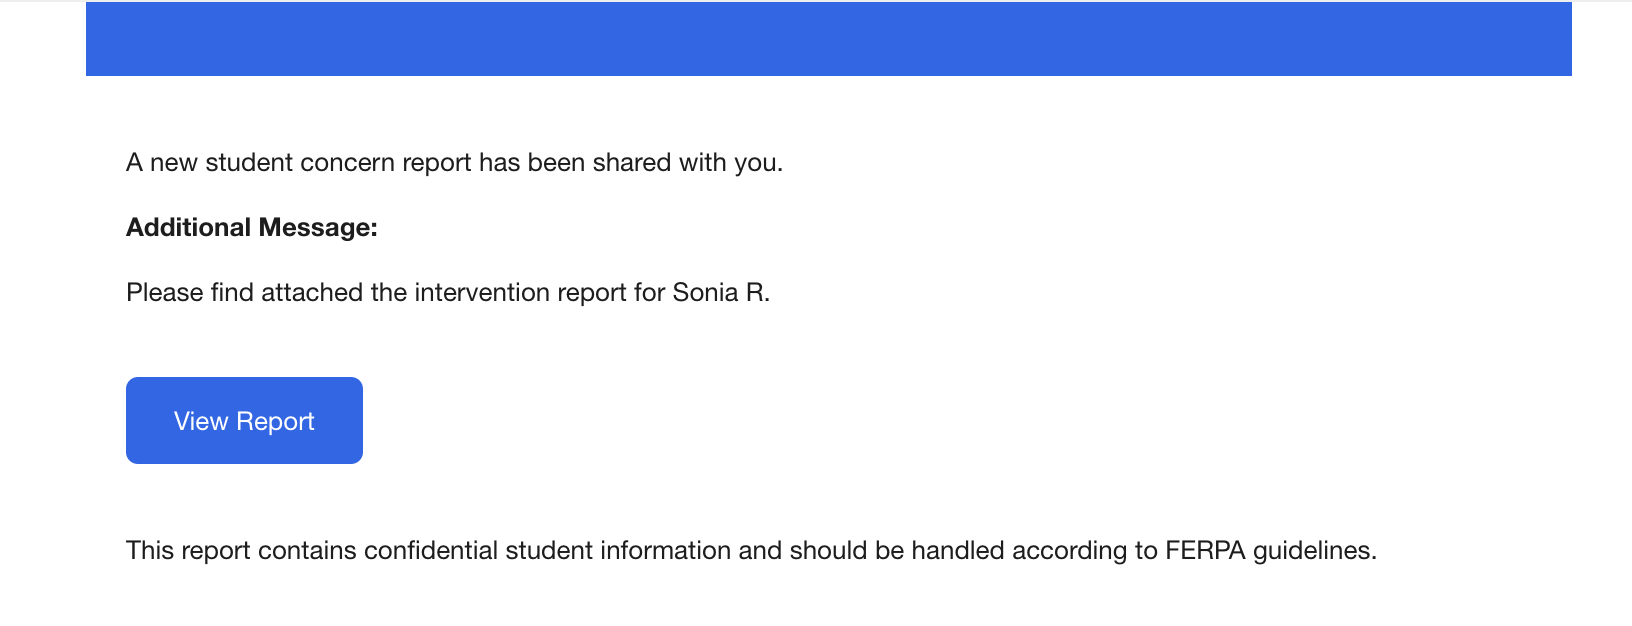 A new student concern report has been shared with you.
Additional Message:
Please find attached the intervention report for Sonia R.
View Report
This report contains confidential student information and should be handled according to FERPA guidelines.